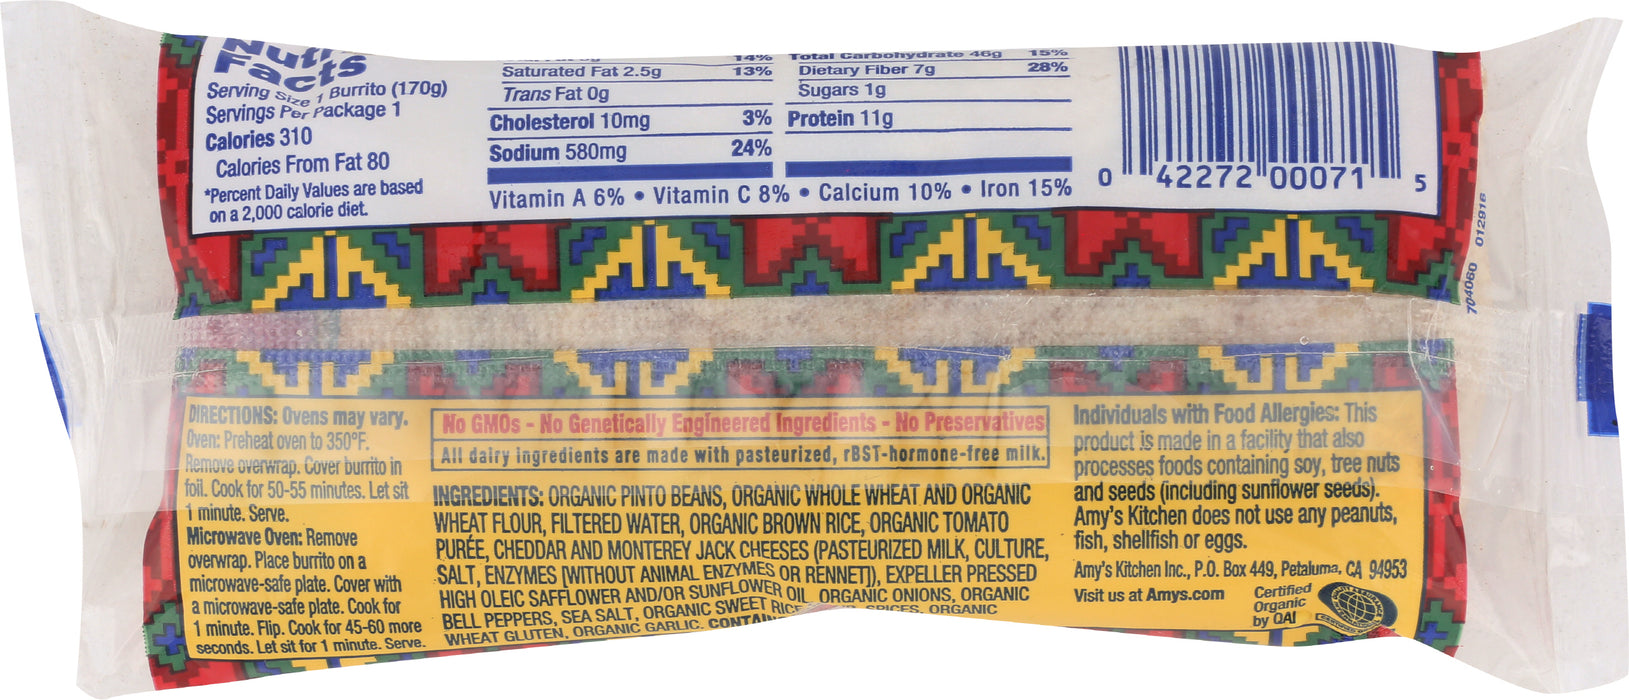 Facts
Serving Size 1 Burrito (170g)
Servings Per Package 1
Calories 310
Calories From Fat 80
*Percent Daily Values are based
on a 2,000 calorie diet.
14%
Saturated Fat 2.5g 13%
Trans Fat 0g
Cholesterol 10mg 3%
Sodium 580mg 24%
Total Carbohydrate 46g 15%
Dietary Fiber 7g 28%
Sugars 1g
Protein 11g
Vitamin A 6% • Vitamin C 8% • Calcium 10% • Iron 15%
0 42272 00071 5
704060 012916
DIRECTIONS: Ovens may vary.
Oven: Preheat oven to 350°F.
Remove overwrap. Cover burrito in
foil. Cook for 50-55 minutes. Let sit
1 minute. Serve.
Microwave Oven: Remove
overwrap. Place burrito on a
microwave-safe plate. Cover with
a microwave-safe plate. Cook for
1 minute. Flip. Cook for 45-60 more
seconds. Let sit for 1 minute. Serve.
No GMOs - No Genetically Engineered Ingredients - No Preservatives
All dairy ingredients are made with pasteurized, rBST-hormone-free milk.
INGREDIENTS: ORGANIC PINTO BEANS, ORGANIC WHOLE WHEAT AND ORGANIC
WHEAT FLOUR, FILTERED WATER, ORGANIC BROWN RICE, ORGANIC TOMATO
PURÉE, CHEDDAR AND MONTEREY JACK CHEESES (PASTEURIZED MILK, CULTURE,
SALT, ENZYMES [WITHOUT ANIMAL ENZYMES OR RENNET]), EXPELLER PRESSED
HIGH OLEIC SAFFLOWER AND/OR SUNFLOWER OIL, ORGANIC ONIONS, ORGANIC
BELL PEPPERS, SEA SALT, ORGANIC SWEET RICE SPICES, ORGANIC
WHEAT GLUTEN, ORGANIC GARLIC.
Individuals with Food Allergies: This
product is made in a facility that also
processes foods containing soy, tree nuts
and seeds (including sunflower seeds).
Amy's Kitchen does not use any peanuts,
fish, shellfish or eggs.
Amy's Kitchen Inc., P.O. Box 449, Petaluma, CA 94953
Visit us at Amys.com
Certified
Organic
by QAI